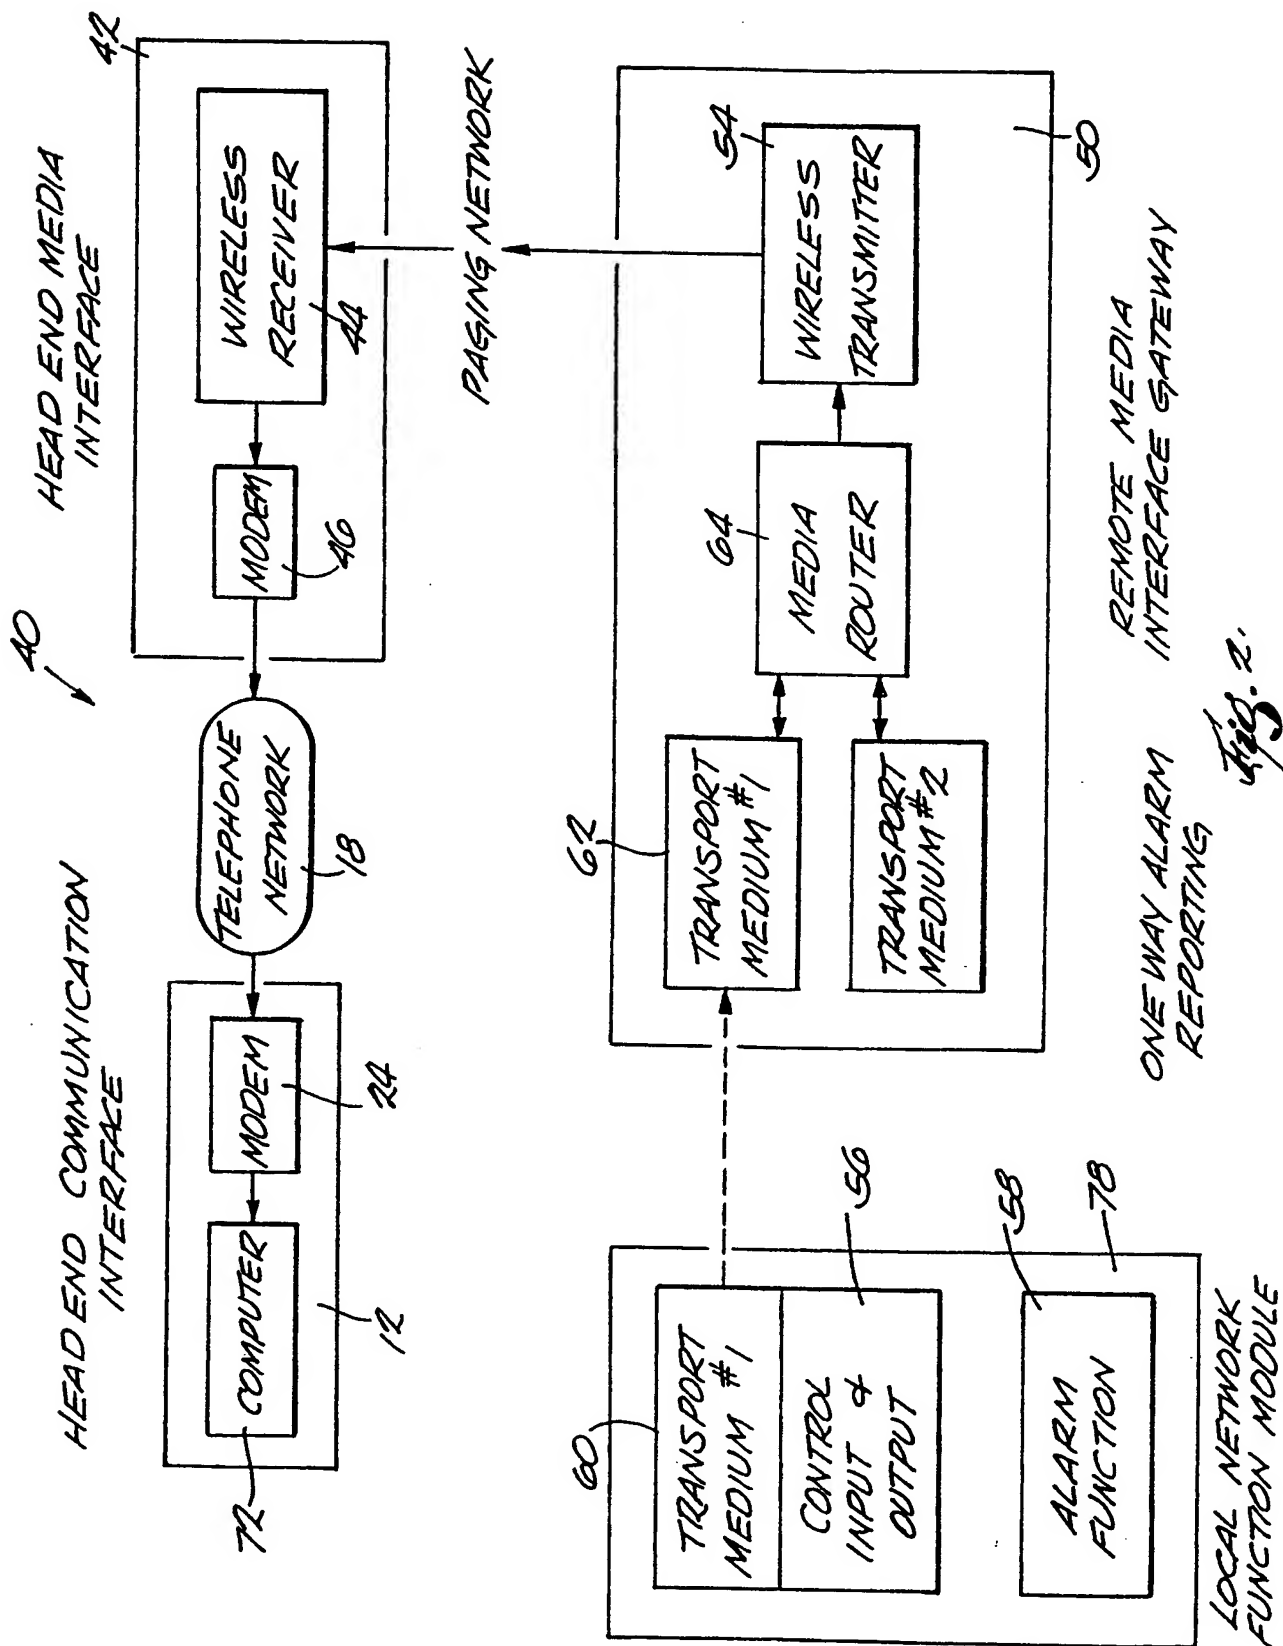 40
HEAD END COMMUNICATION
INTERFACE
72
COMPUTER
MODEM
24
12
TELEPHONE
NETWORK
18
HEAD END MEDIA
INTERFACE
42
MODEM
46
WIRELESS
RECEIVER
44
PAGING NETWORK
60
TRANSPORT
MEDIUM #1
CONTROL
INPUT &
OUTPUT
56
ALARM
FUNCTION
58
78
LOCAL NETWORK
FUNCTION MODULE
62
TRANSPORT
MEDIUM #1
TRANSPORT
MEDIUM #2
64
MEDIA
ROUTER
54
WIRELESS
TRANSMITTER
50
REMOTE MEDIA
INTERFACE GATEWAY
ONE WAY ALARM
REPORTING
Fig. 2.